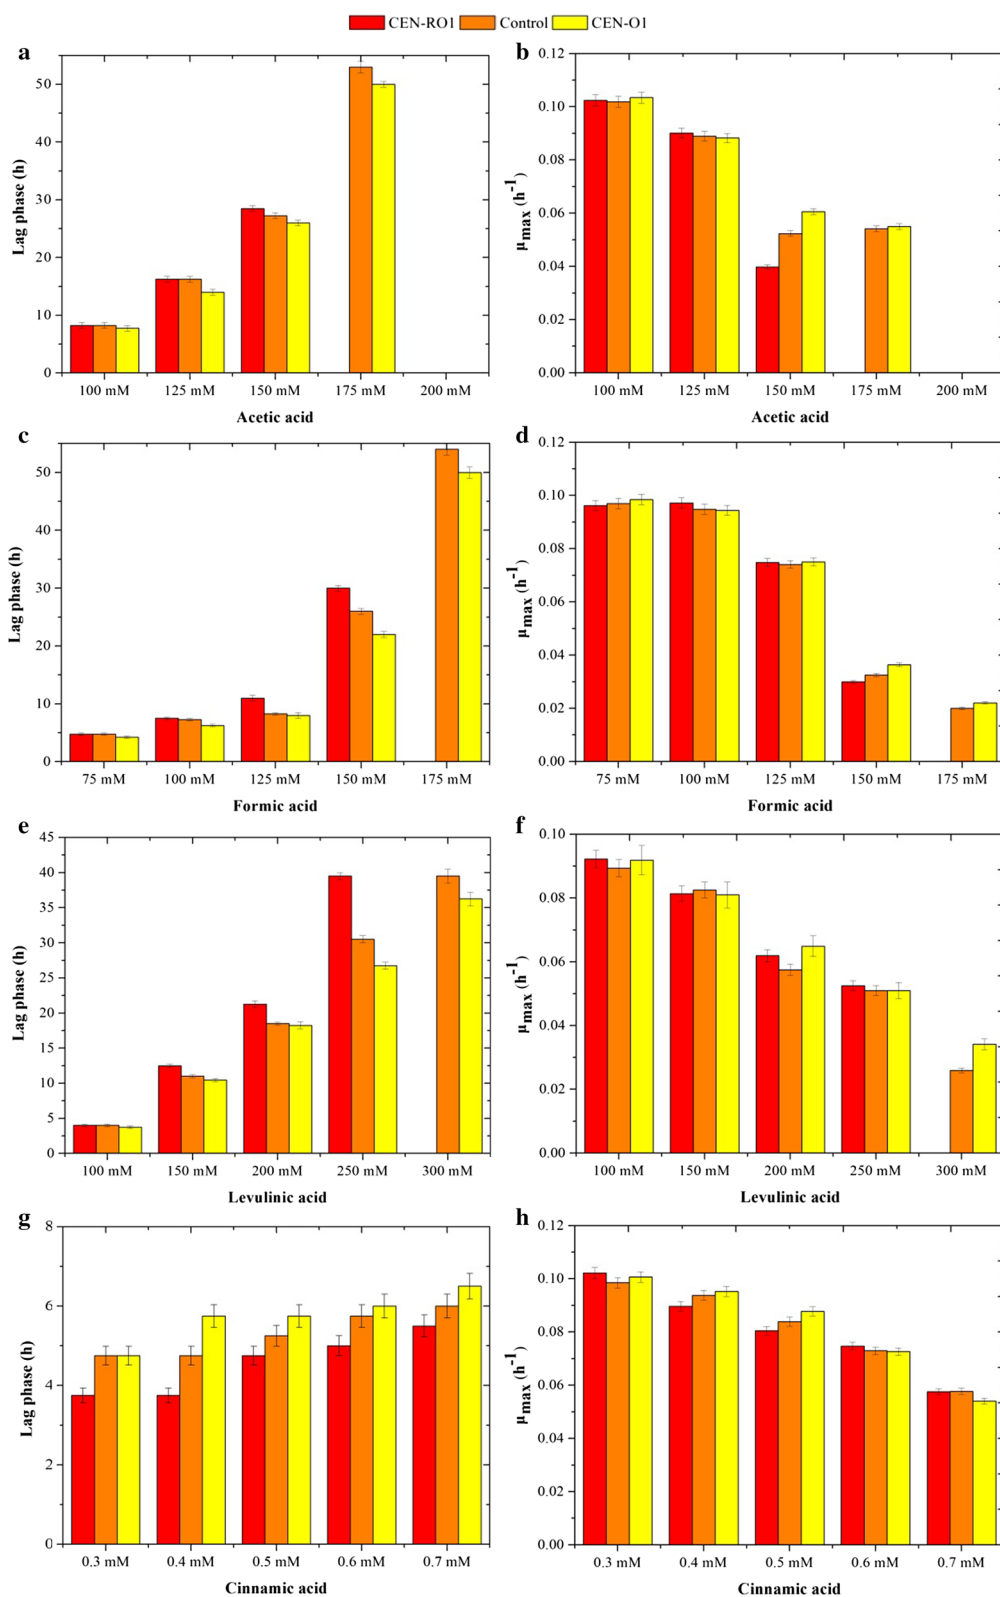 CEN-RO1 Control CEN-O1
a
Lag phase (h)
50
40
30
20
10
0
100 mM 125 mM 150 mM 175 mM 200 mM
Acetic acid
b
μmax (h-1)
0.12
0.10
0.08
0.06
0.04
0.02
0.00
100 mM 125 mM 150 mM 175 mM 200 mM
Acetic acid
c
Lag phase (h)
50
40
30
20
10
0
75 mM 100 mM 125 mM 150 mM 175 mM
Formic acid
d
μmax (h-1)
0.12
0.10
0.08
0.06
0.04
0.02
0.00
75 mM 100 mM 125 mM 150 mM 175 mM
Formic acid
e
Lag phase (h)
45
40
35
30
25
20
15
10
5
0
100 mM 150 mM 200 mM 250 mM 300 mM
Levulinic acid
f
μmax (h-1)
0.10
0.08
0.06
0.04
0.02
0.00
100 mM 150 mM 200 mM 250 mM 300 mM
Levulinic acid
g
Lag phase (h)
8
6
4
2
0
0.3 mM 0.4 mM 0.5 mM 0.6 mM 0.7 mM
Cinnamic acid
h
μmax (h-1)
0.12
0.10
0.08
0.06
0.04
0.02
0.00
0.3 mM 0.4 mM 0.5 mM 0.6 mM 0.7 mM
Cinnamic acid